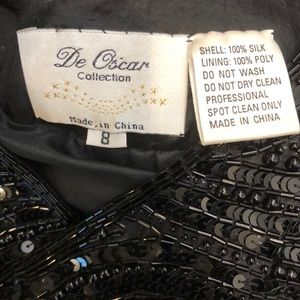 De Oscar
Collection
Made in China
8
SHELL: 100% SILK
LINING: 100% POLY
DO NOT WASH
DO NOT DRY CLEAN
PROFESSIONAL
SPOT CLEAN ONLY
MADE IN CHINA